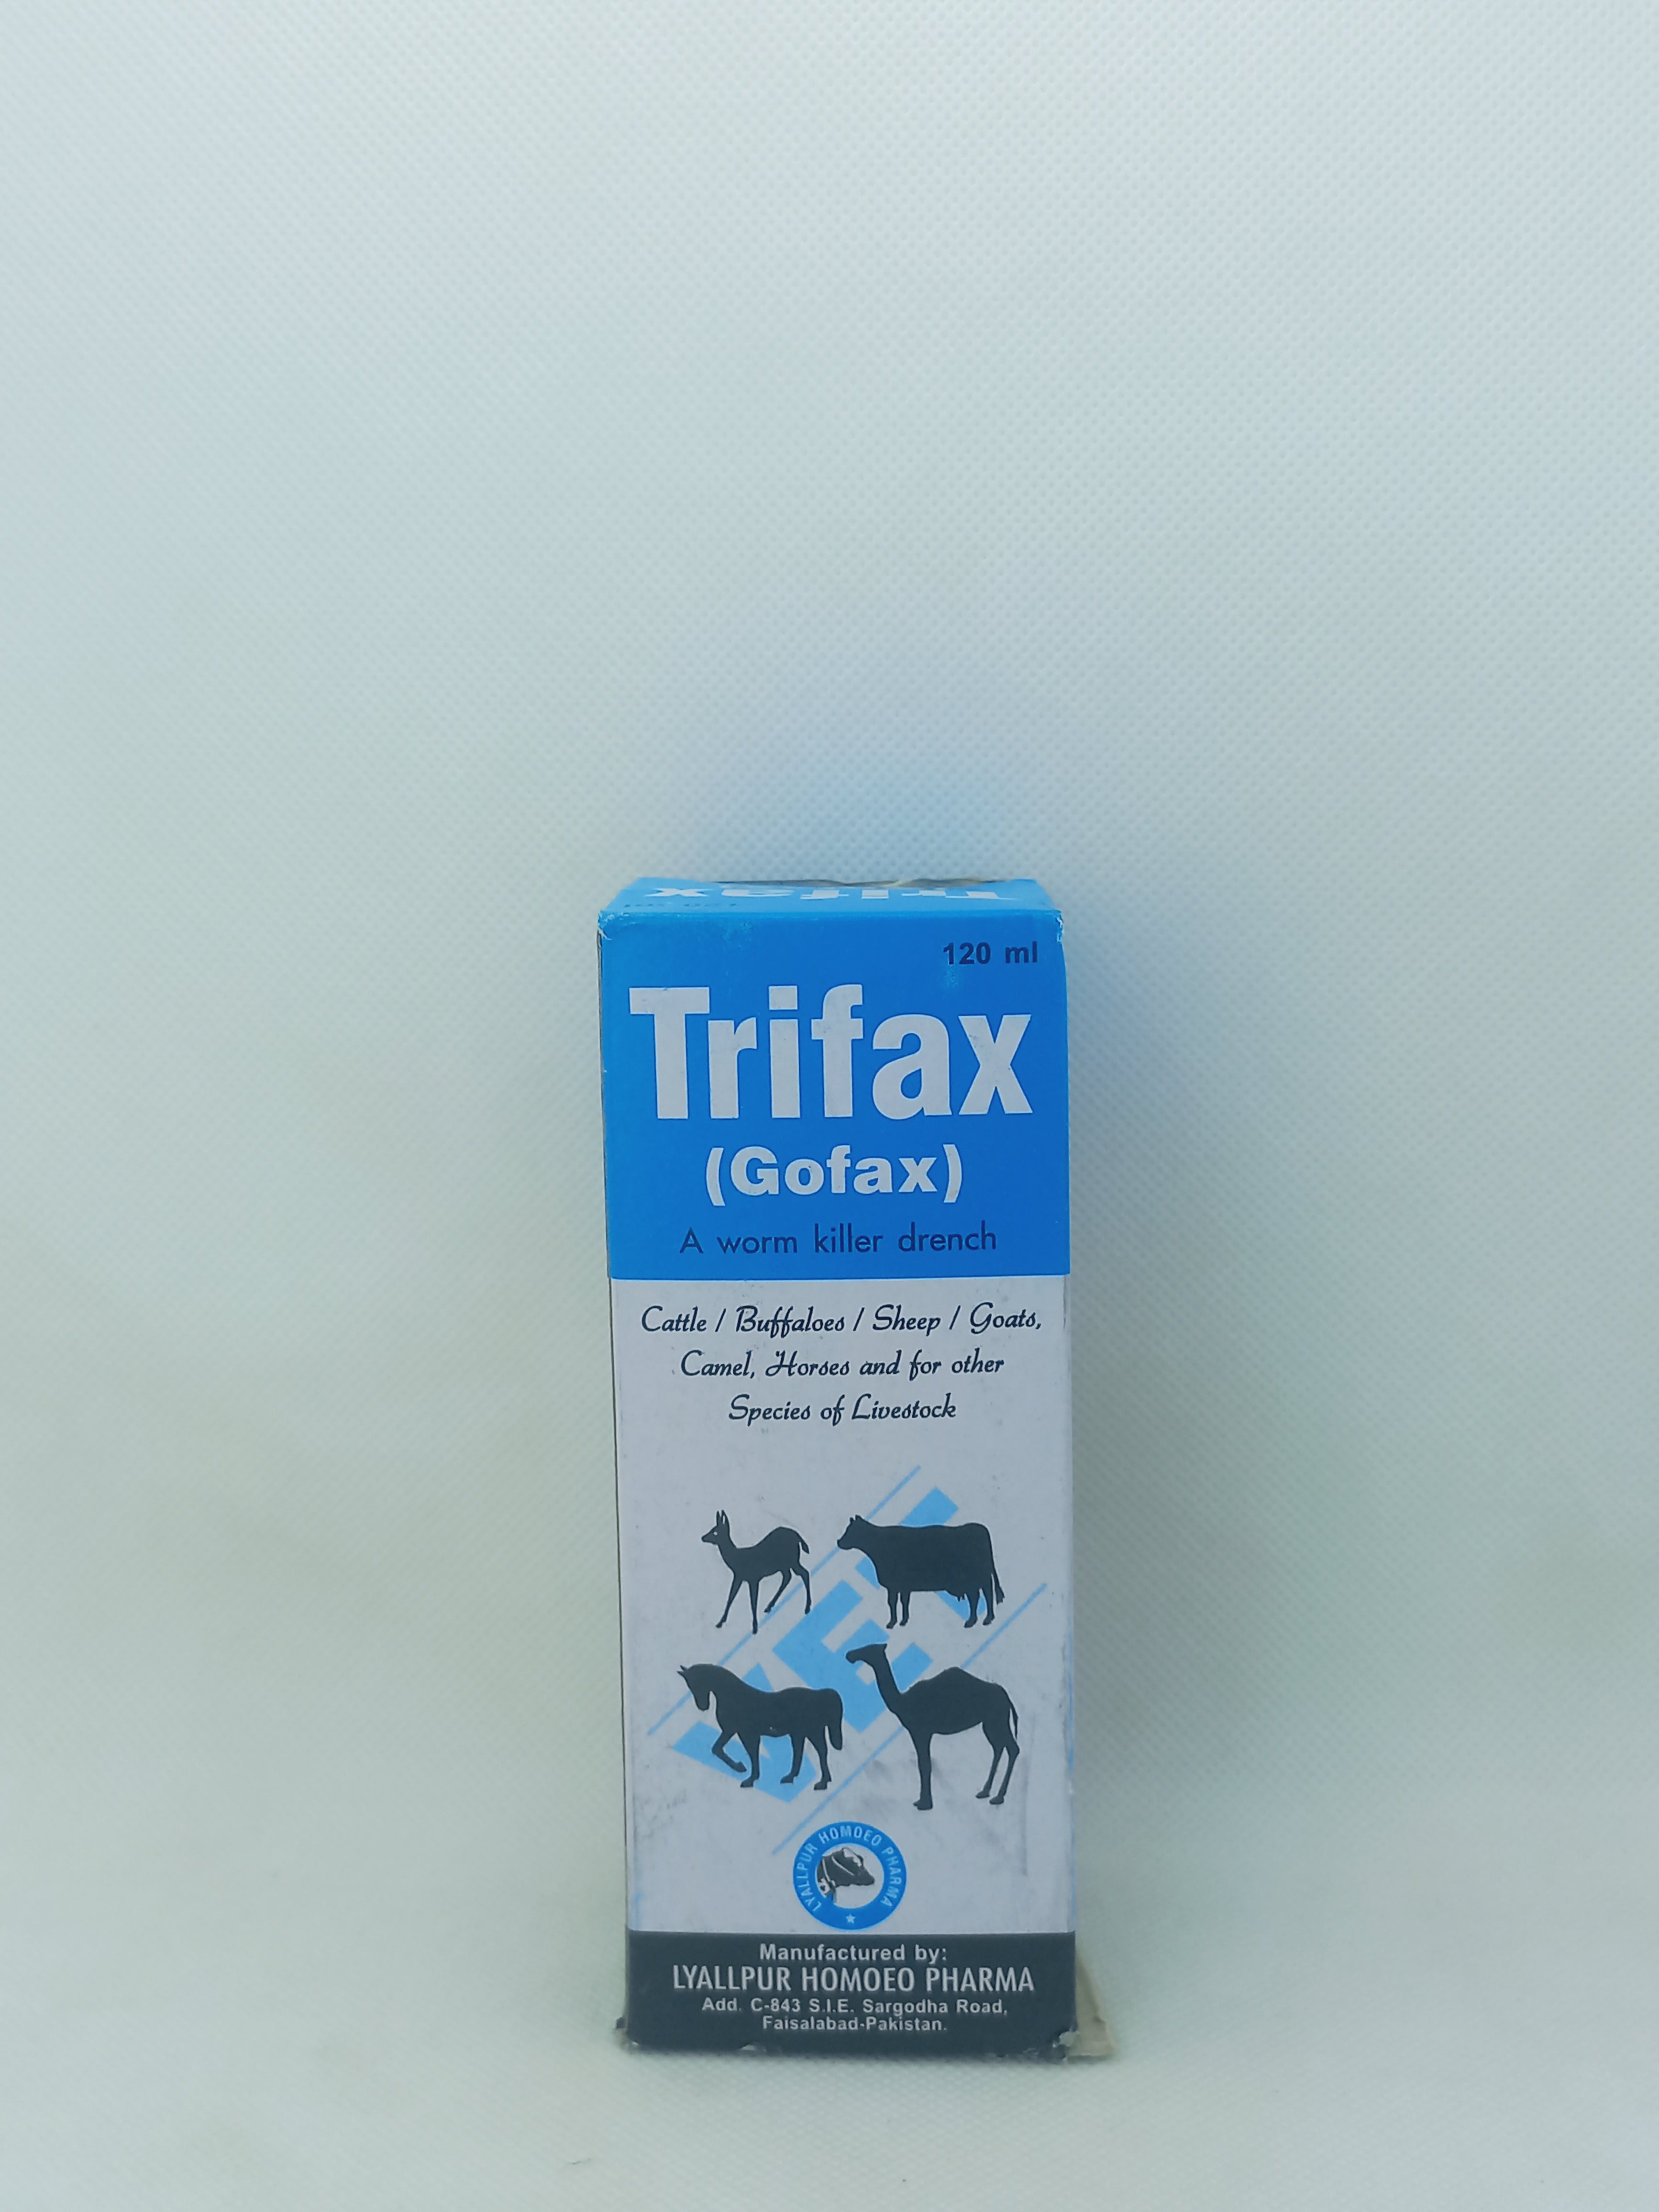 Trifax
120 ml
Trifax
(Gofax)
A worm killer drench
Cattle / Buffaloes / Sheep / Goats,
Camel, Horses and for other
Species of Livestock
LYALLPUR HOMOEO PHARMA
Manufactured by:
LYALLPUR HOMOEO PHARMA
Add. C-843 S.I.E. Sargodha Road,
Faisalabad-Pakistan.